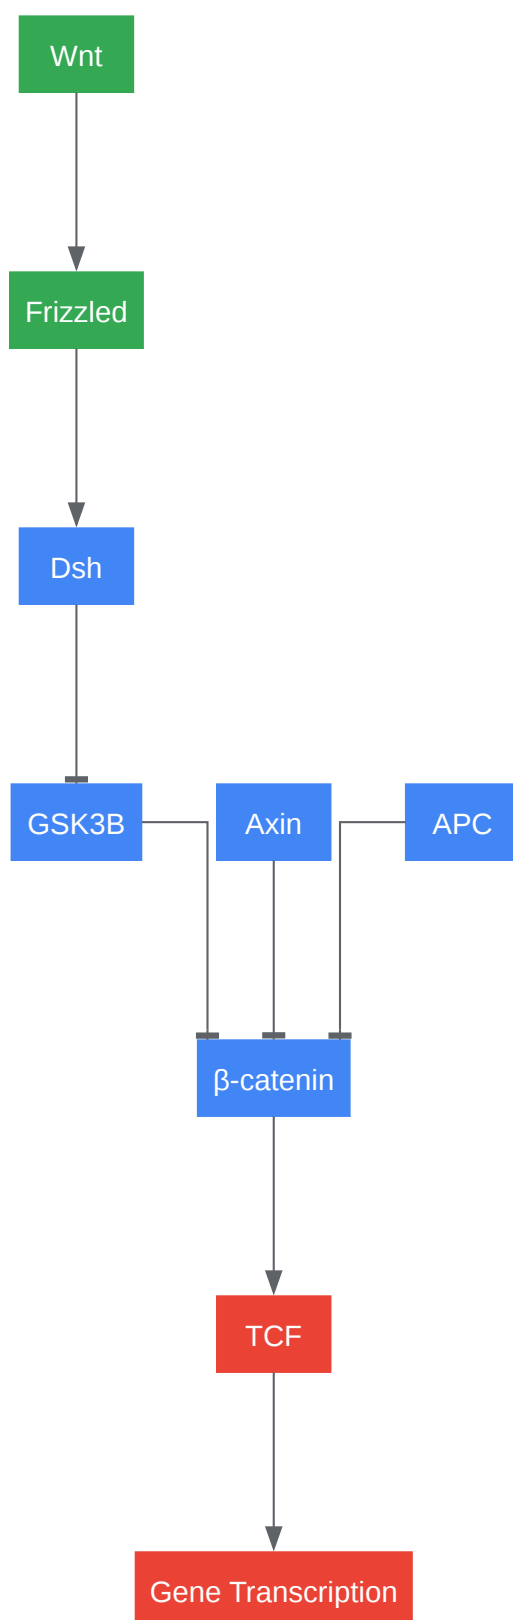 Wnt
Frizzled
Dsh
GSK3B
Axin
APC
β-catenin
TCF
Gene Transcription